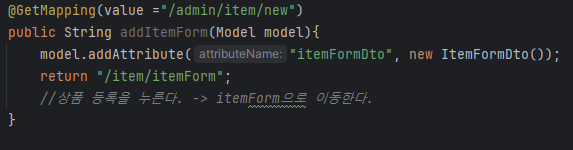 @GetMapping(value ="/admin/item/new")
public String addItemForm(Model model){
model.addAttribute( attributeName: "itemFormDto", new ItemFormDto());
return "/item/itemForm";
//상품 등록을 누른다. -> itemForm으로 이동한다.
}